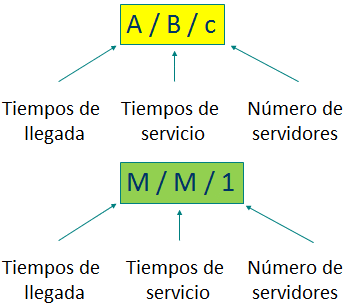 A / B / c
Tiempos de llegada
Tiempos de servicio
Número de servidores
M / M / 1
Tiempos de llegada
Tiempos de servicio
Número de servidores